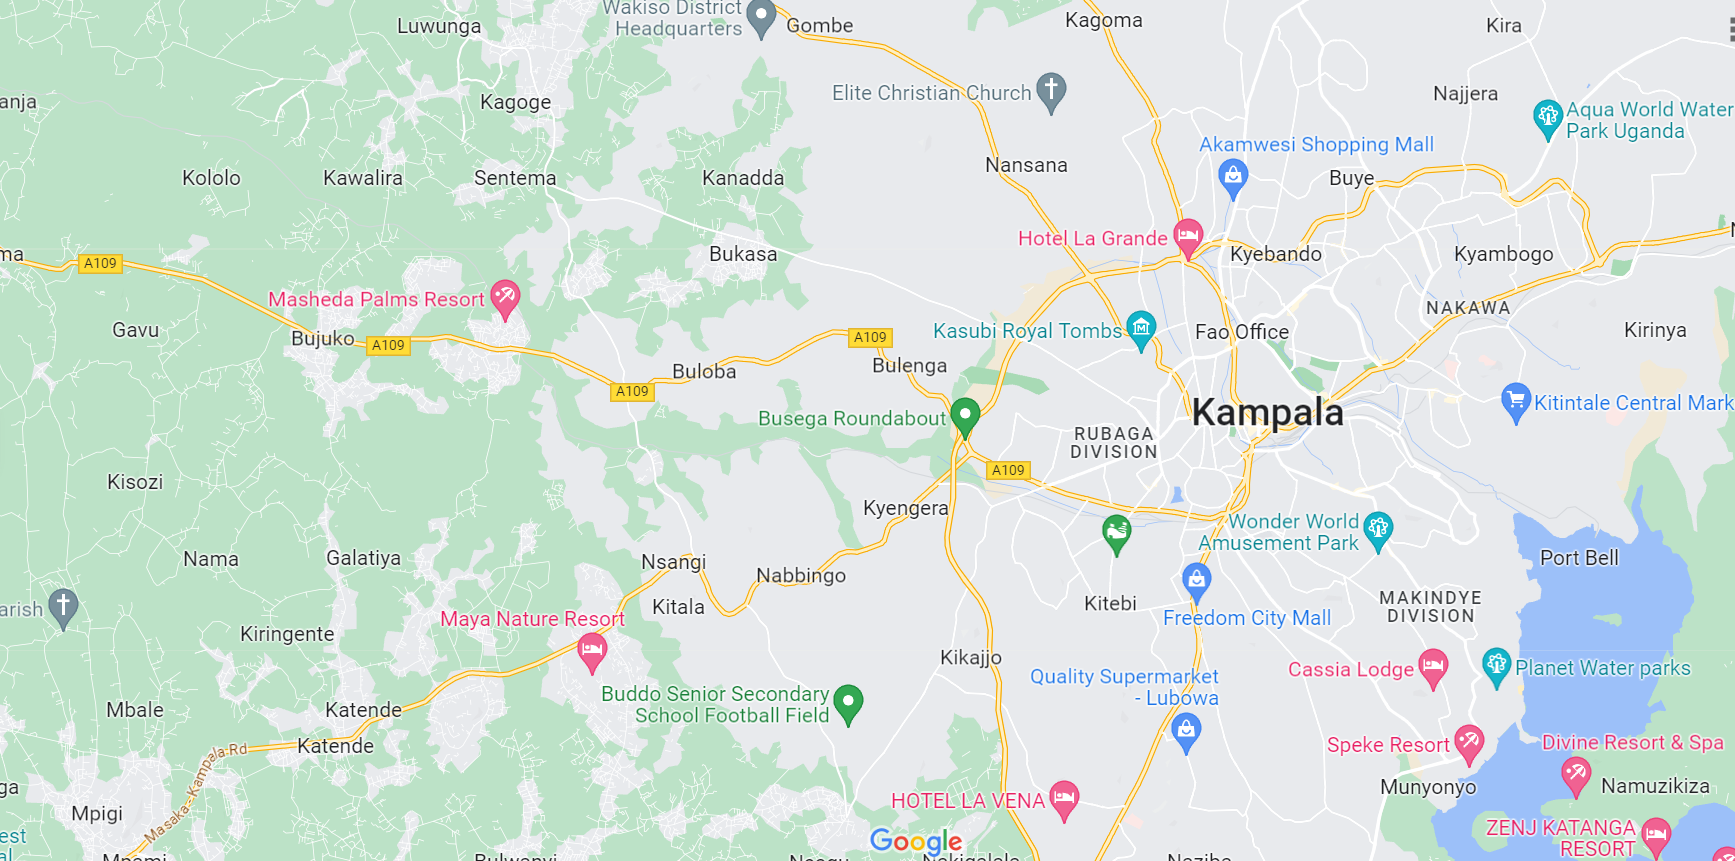 Wakiso District
Headquarters
Gombe
Kagoma
Kira
Luwunga
Elite Christian Church
Najjera
Kagoge
anja
Aqua World Water
Park Uganda
Akamwesi Shopping Mall
Nansana
Kololo
Kawalira
Sentema
Kanadda
Buye
Hotel La Grande
Bukasa
Kyebando
Kyambogo
ma
A109
Masheda Palms Resort
NAKAWA
Gavu
Bujuko
A109
A109
Kasubi Royal Tombs
Fao Office
Kirinya
Buloba
Bulenga
A109
Busega Roundabout
Kampala
Kitintale Central Mark
RUBAGA
DIVISION
A109
Kisozi
Kyengera
Wonder World
Amusement Park
Nama
Galatiya
Nsangi
Nabbingo
Port Bell
arish
Kitala
Kitebi
MAKINDYE
DIVISION
Maya Nature Resort
Freedom City Mall
Kiringente
Kikajjo
Quality Supermarket
- Lubowa
Cassia Lodge
Planet Water parks
Buddo Senior Secondary
School Football Field
Mbale
Katende
Katende
Speke Resort
Divine Resort & Spa
Masaka - Kampala Rd
Munyonyo
Namuzikiza
ga
Mpigi
HOTEL LA VENA
ZENJ KATANGA
RESORT
est
al
Google